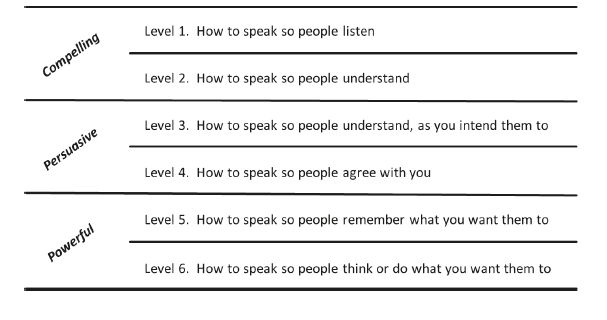 Compelling
Level 1. How to speak so people listen
Level 2. How to speak so people understand
Persuasive
Level 3. How to speak so people understand, as you intend them to
Level 4. How to speak so people agree with you
Powerful
Level 5. How to speak so people remember what you want them to
Level 6. How to speak so people think or do what you want them to